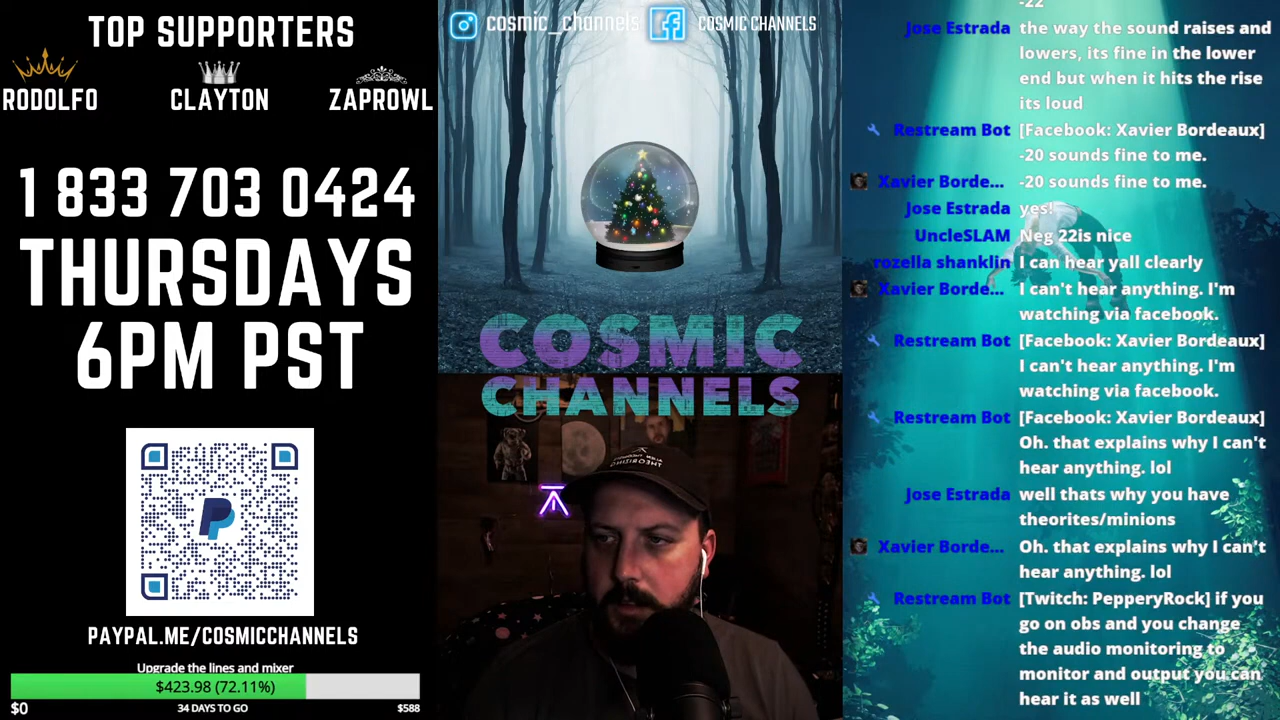 TOP SUPPORTERS
RODOLFO
CLAYTON
ZAPROWL
1 833 703 0424
THURSDAYS
6PM PST
PAYPAL.ME/COSMICCHANNELS
Upgrade the lines and mixer
$423.98 (72.11%)
$0
34 DAYS TO GO
$588
cosmic_channels
COSMIC CHANNELS
COSMIC
CHANNELS
-22
Jose Estrada the way the sound raises and
lowers, its fine in the lower
end but when it hits the rise
its loud
Restream Bot [Facebook: Xavier Bordeaux]
-20 sounds fine to me.
Xavier Borde... -20 sounds fine to me.
Jose Estrada yes!
UncleSLAM Neg 22is nice
rozella shanklin I can hear yall clearly
Xavier Borde... I can't hear anything. I'm
watching via facebook.
Restream Bot [Facebook: Xavier Bordeaux]
I can't hear anything. I'm
watching via facebook.
Restream Bot [Facebook: Xavier Bordeaux]
Oh. that explains why I can't
hear anything. lol
Jose Estrada well thats why you have
theorites/minions
Xavier Borde... Oh. that explains why I can't
hear anything. lol
Restream Bot [Twitch: PepperyRock] if you
go on obs and you change
the audio monitoring to
monitor and output you can
hear it as well